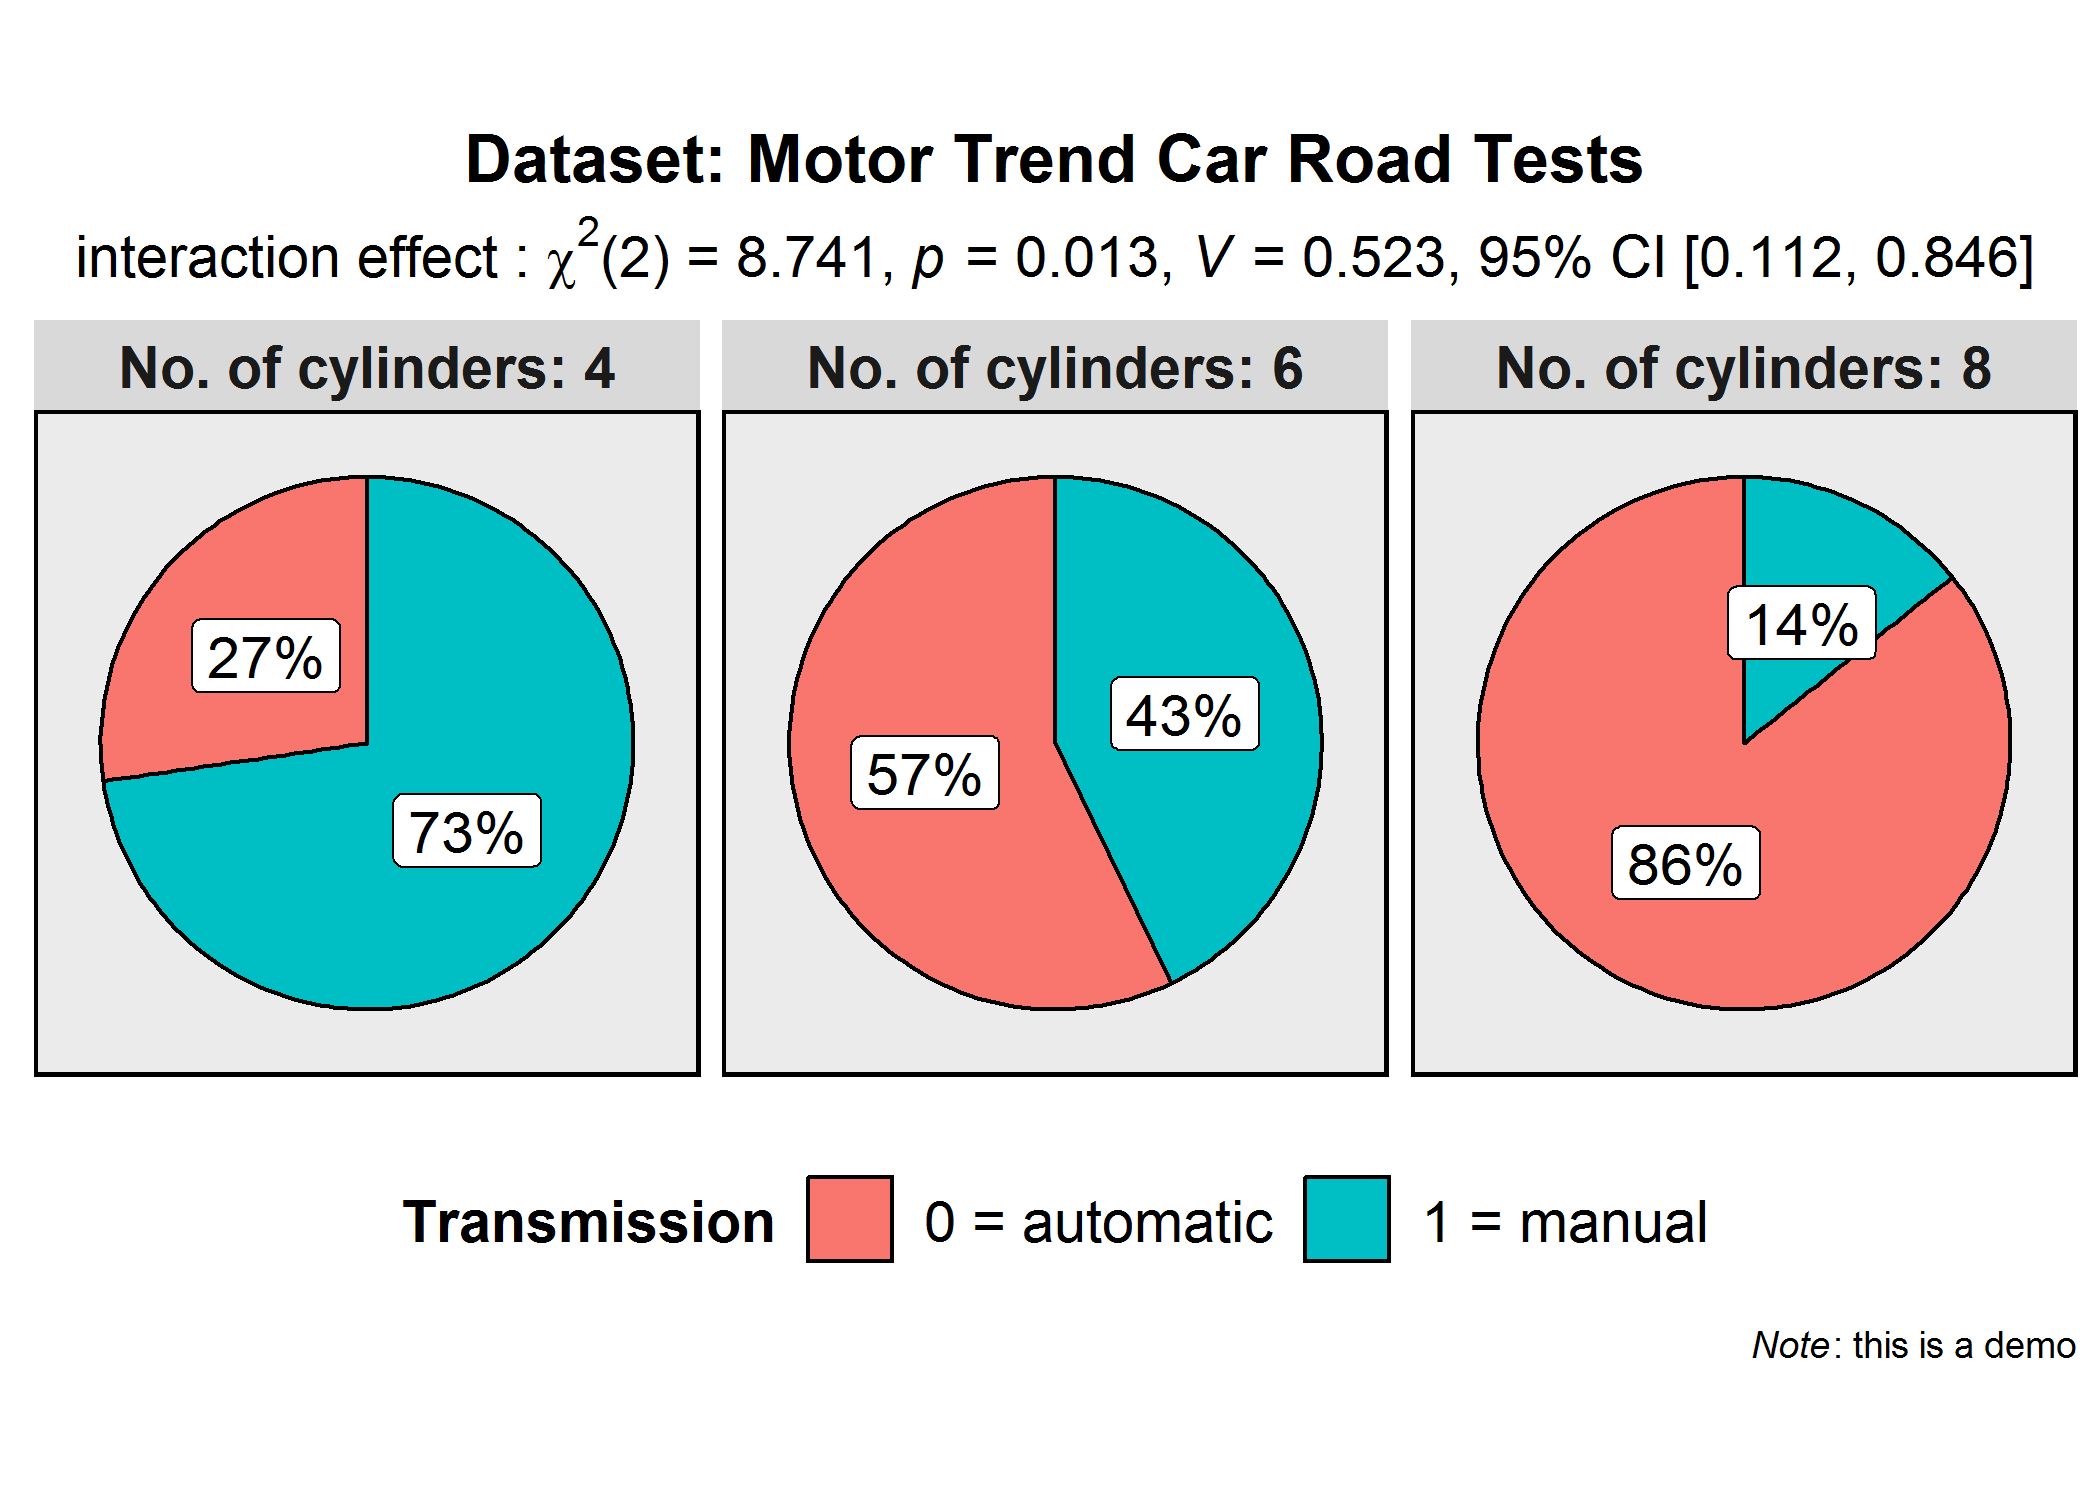 Dataset: Motor Trend Car Road Tests
interaction effect : χ²(2) = 8.741, p = 0.013, V = 0.523, 95% CI [0.112, 0.846]
No. of cylinders: 4
No. of cylinders: 6
No. of cylinders: 8
27%
73%
57%
43%
14%
86%
Transmission 0 = automatic 1 = manual
Note: this is a demo